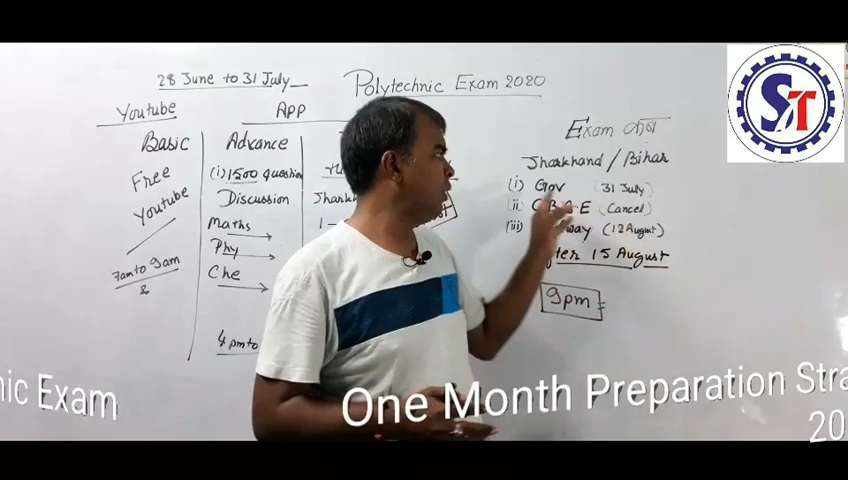 28 June to 31 July
Polytechnic Exam 2020
Youtube
APP
Basic
Free
Youtube
7am to 9am
&
Advance
(i) 1500 question
Discussion
Maths
Phy
Che
4 pm to
Exam कब
Jharkhand / Bihar
(i) Gov (31 July)
(ii) C B S E (Cancel)
(iii) way (12 August)
15 August
9pm
ST
nic Exam
One Month Preparation Stra
20